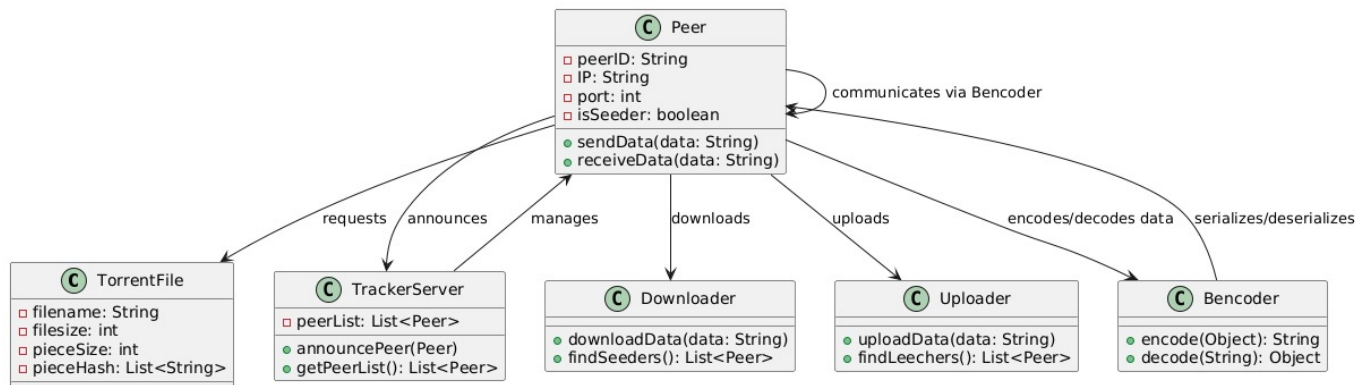 C Peer
peerID: String
IP: String
port: int
isSeeder: boolean
sendData(data: String)
receiveData(data: String)
communicates via Bencoder
requests
announces
manages
downloads
uploads
encodes/decodes data
serializes/deserializes
C TorrentFile
filename: String
filesize: int
pieceSize: int
pieceHash: List<String>
C TrackerServer
peerList: List<Peer>
announcePeer(Peer)
getPeerList(): List<Peer>
C Downloader
downloadData(data: String)
findSeeders(): List<Peer>
C Uploader
uploadData(data: String)
findLeechers(): List<Peer>
C Bencoder
encode(Object): String
decode(String): Object